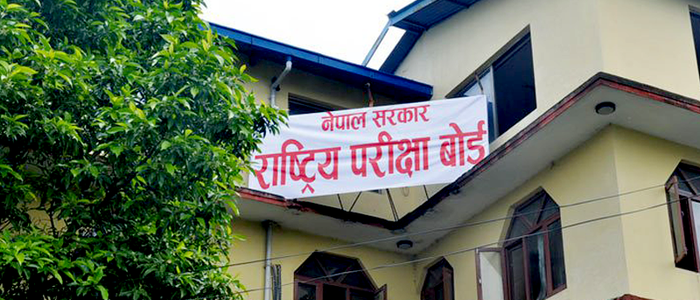 नेपाल सरकार
राष्ट्रिय परीक्षा बोर्ड